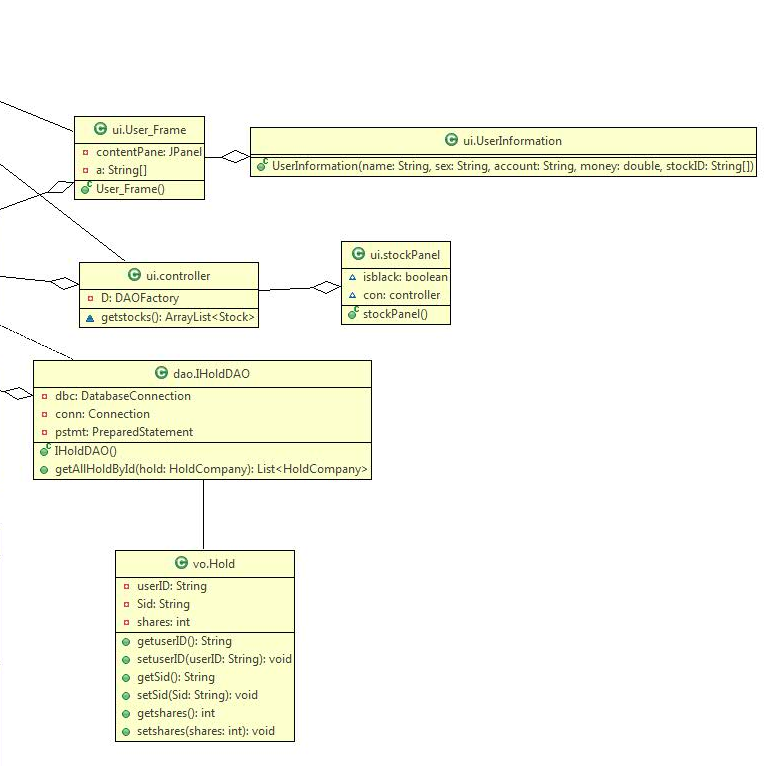 ui.User_Frame
contentPane: JPanel
a: String[]
User_Frame()
ui.UserInformation
UserInformation(name: String, sex: String, account: String, money: double, stockID: String[])
ui.controller
D: DAOFactory
getstocks(): ArrayList<Stock>
ui.stockPanel
isblack: boolean
con: controller
stockPanel()
dao.IHoldDAO
dbc: DatabaseConnection
conn: Connection
pstmt: PreparedStatement
IHoldDAO()
getAllHoldById(hold: HoldCompany): List<HoldCompany>
vo.Hold
userID: String
Sid: String
shares: int
getuserID(): String
setuserID(userID: String): void
getSid(): String
setSid(Sid: String): void
getshares(): int
setshares(shares: int): void